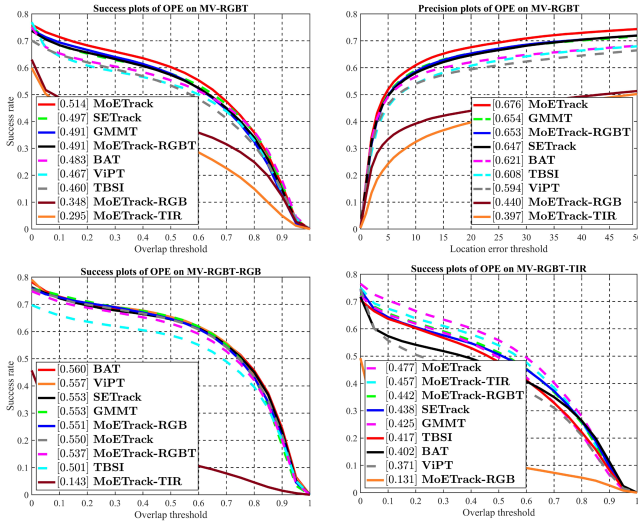 Success plots of OPE on MV-RGBT
Success rate
0.8
0.7
0.6
0.5
0.4
0.3
0.2
0.1
0
[0.514] MoETrack
[0.497] SETrack
[0.491] GMMT
[0.491] MoETrack-RGBT
[0.483] BAT
[0.467] ViPT
[0.460] TBSI
[0.348] MoETrack-RGB
[0.295] MoETrack-TIR
0 0.1 0.2 0.3 0.4 0.5 0.6 0.7 0.8 0.9 1
Overlap threshold
Precision plots of OPE on MV-RGBT
0.8
0.7
0.6
0.5
0.4
0.3
0.2
0.1
0
[0.676] MoETrack
[0.654] GMMT
[0.653] MoETrack-RGBT
[0.647] SETrack
[0.621] BAT
[0.608] TBSI
[0.594] ViPT
[0.440] MoETrack-RGB
[0.397] MoETrack-TIR
0 5 10 15 20 25 30 35 40 45 50
Location error threshold
Success plots of OPE on MV-RGBT-RGB
Success rate
0.8
0.7
0.6
0.5
0.4
0.3
0.2
0.1
0
[0.560] BAT
[0.557] ViPT
[0.553] SETrack
[0.553] GMMT
[0.551] MoETrack-RGB
[0.550] MoETrack
[0.537] MoETrack-RGBT
[0.501] TBSI
[0.143] MoETrack-TIR
0 0.1 0.2 0.3 0.4 0.5 0.6 0.7 0.8 0.9 1
Overlap threshold
Success plots of OPE on MV-RGBT-TIR
0.8
0.7
0.6
0.5
0.4
0.3
0.2
0.1
0
[0.477] MoETrack
[0.457] MoETrack-TIR
[0.442] MoETrack-RGBT
[0.438] SETrack
[0.425] GMMT
[0.417] TBSI
[0.402] BAT
[0.371] ViPT
[0.131] MoETrack-RGB
0 0.1 0.2 0.3 0.4 0.5 0.6 0.7 0.8 0.9 1
Overlap threshold